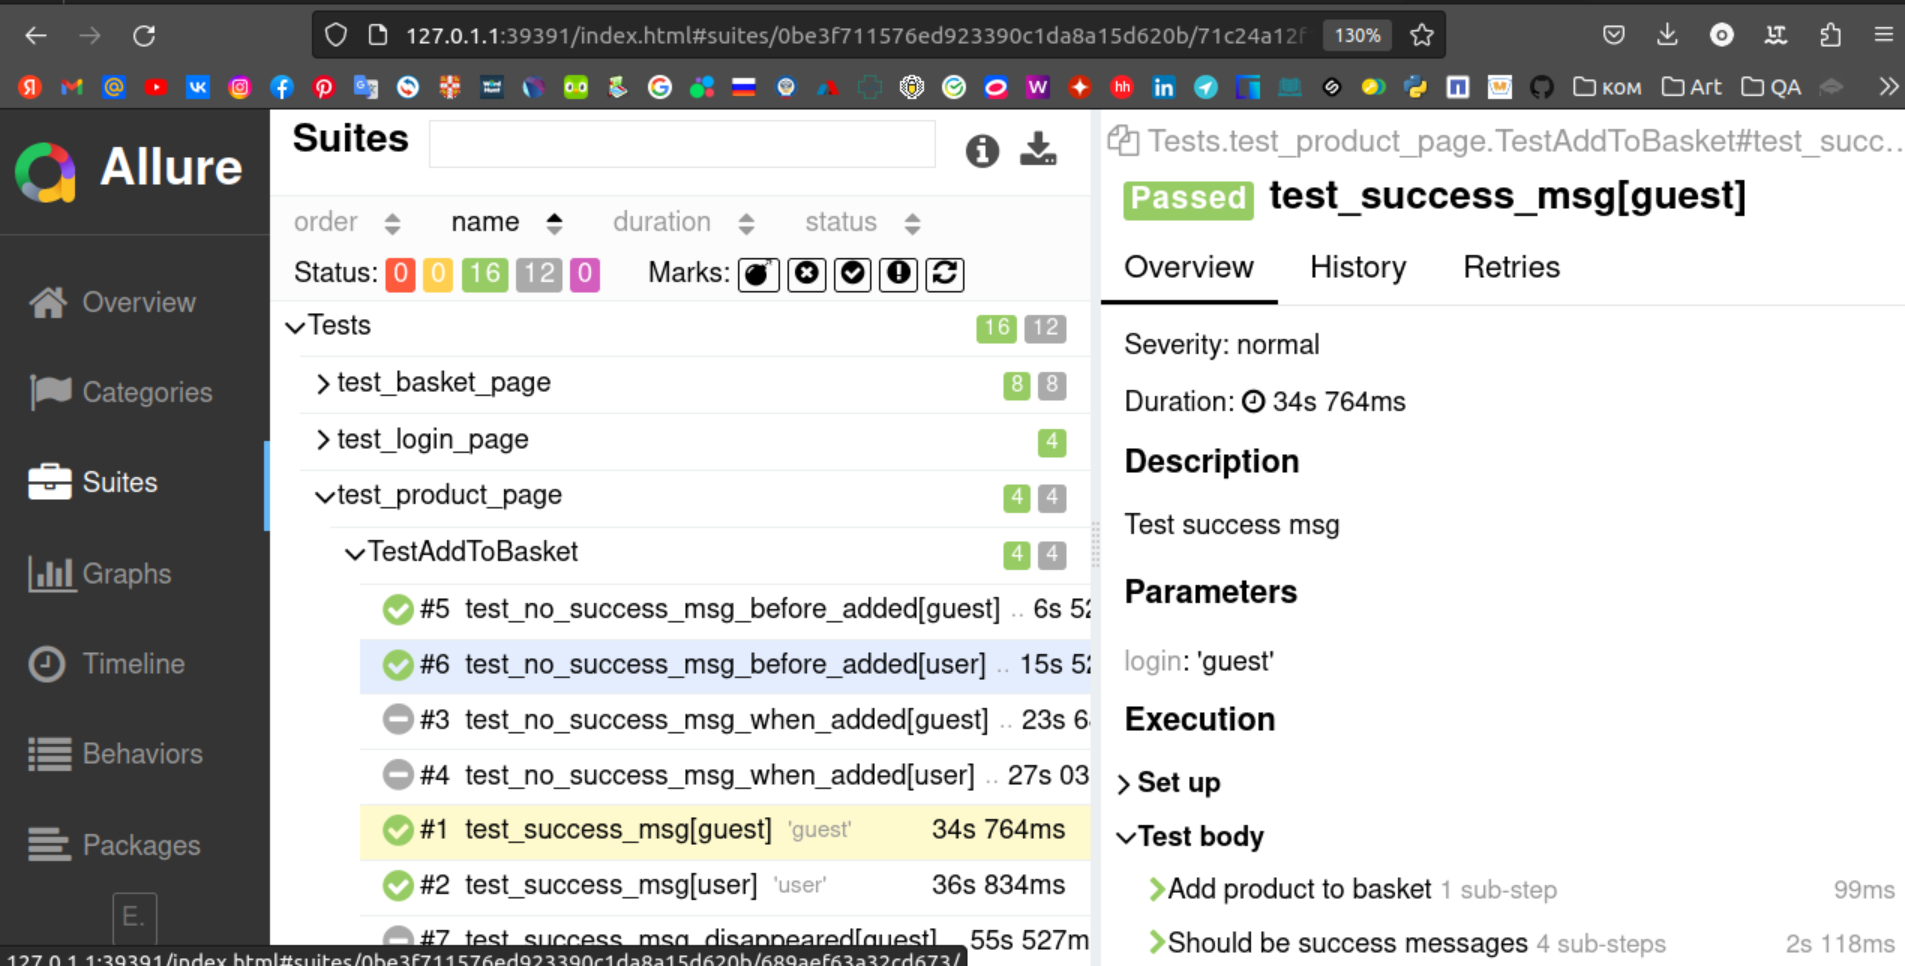 127.0.1.1:39391/index.html#suites/0be3f711576ed923390c1da8a15d620b/71c24a12f 130%
ком Art QA
Allure
Overview
Categories
Suites
Graphs
Timeline
Behaviors
Packages
E.
Suites
order name duration status
Status: 0 0 16 12 0 Marks:
Tests 16 12
test_basket_page 8 8
test_login_page 4
test_product_page 4 4
TestAddToBasket 4 4
#5 test_no_success_msg_before_added[guest] .. 6s 52
#6 test_no_success_msg_before_added[user] .. 15s 52
#3 test_no_success_msg_when_added[guest] .. 23s 6
#4 test_no_success_msg_when_added[user] .. 27s 03
#1 test_success_msg[guest] 'guest' 34s 764ms
#2 test_success_msg[user] 'user' 36s 834ms
#7 test_success_msg_disappeared[guest] 55s 527m
127.0.1.1:39391/index.html#suites/0be3f711576ed923390c1da8a15d620b/689aef63a32cd673/
Tests.test_product_page.TestAddToBasket#test_succ...
Passed test_success_msg[guest]
Overview History Retries
Severity: normal
Duration: 34s 764ms
Description
Test success msg
Parameters
login: 'guest'
Execution
Set up
Test body
Add product to basket 1 sub-step 99ms
Should be success messages 4 sub-steps 2s 118ms